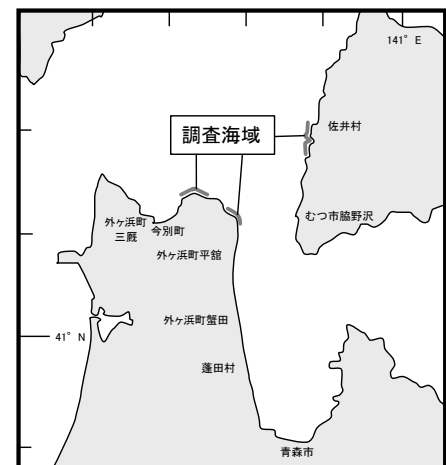 141° E
佐井村
調査海域
むつ市脇野沢
外ヶ浜町
三厩
今別町
外ヶ浜町平舘
外ヶ浜町蟹田
41° N
蓬田村
青森市